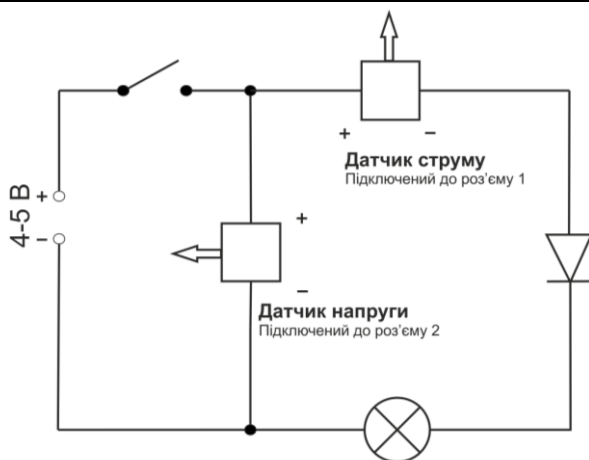 + −
Датчик струму
Підключений до роз’єму 1
4-5 В
+
−
+
−
Датчик напруги
Підключений до роз’єму 2